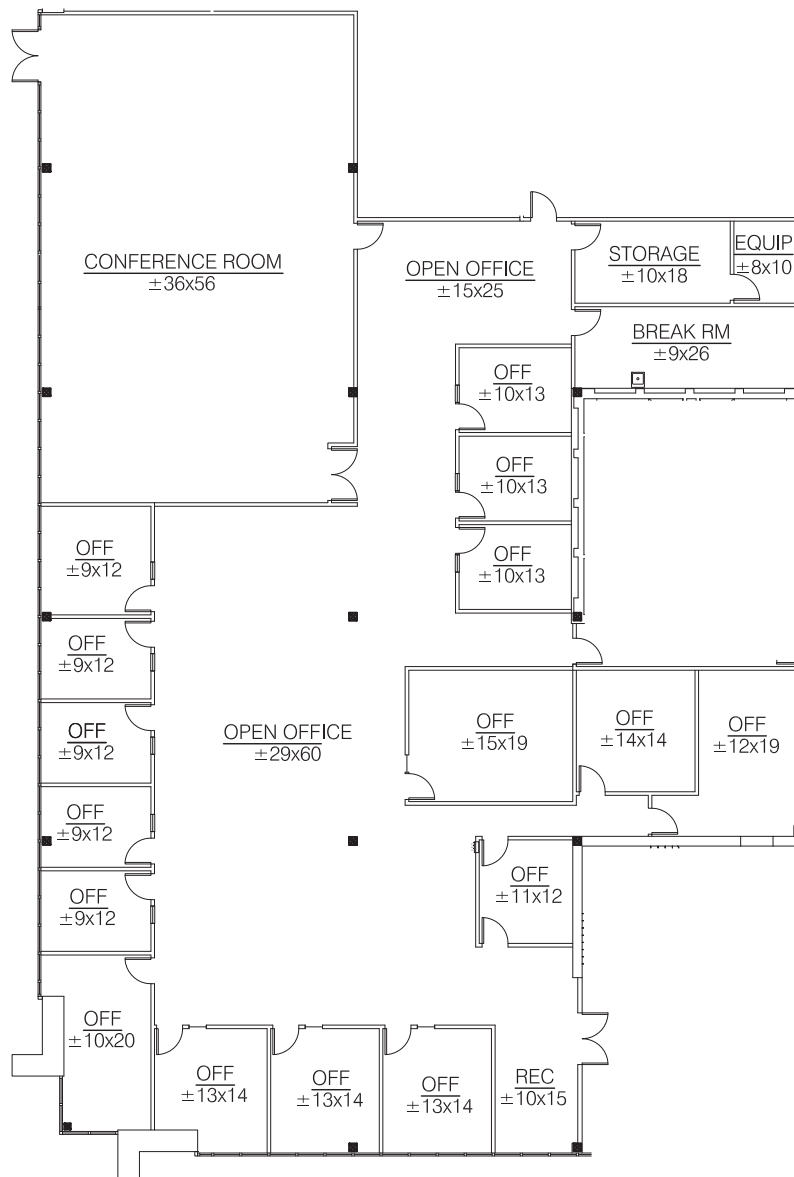 CONFERENCE ROOM
±36x56
OPEN OFFICE
±15x25
STORAGE
±10x18
EQUIP
±8x10
BREAK RM
±9x26
OFF
±10x13
OFF
±10x13
OFF
±10x13
OFF
±9x12
OFF
±9x12
OFF
±9x12
OFF
±9x12
OFF
±9x12
OPEN OFFICE
±29x60
OFF
±15x19
OFF
±14x14
OFF
±12x19
OFF
±11x12
OFF
±10x20
OFF
±13x14
OFF
±13x14
OFF
±13x14
REC
±10x15